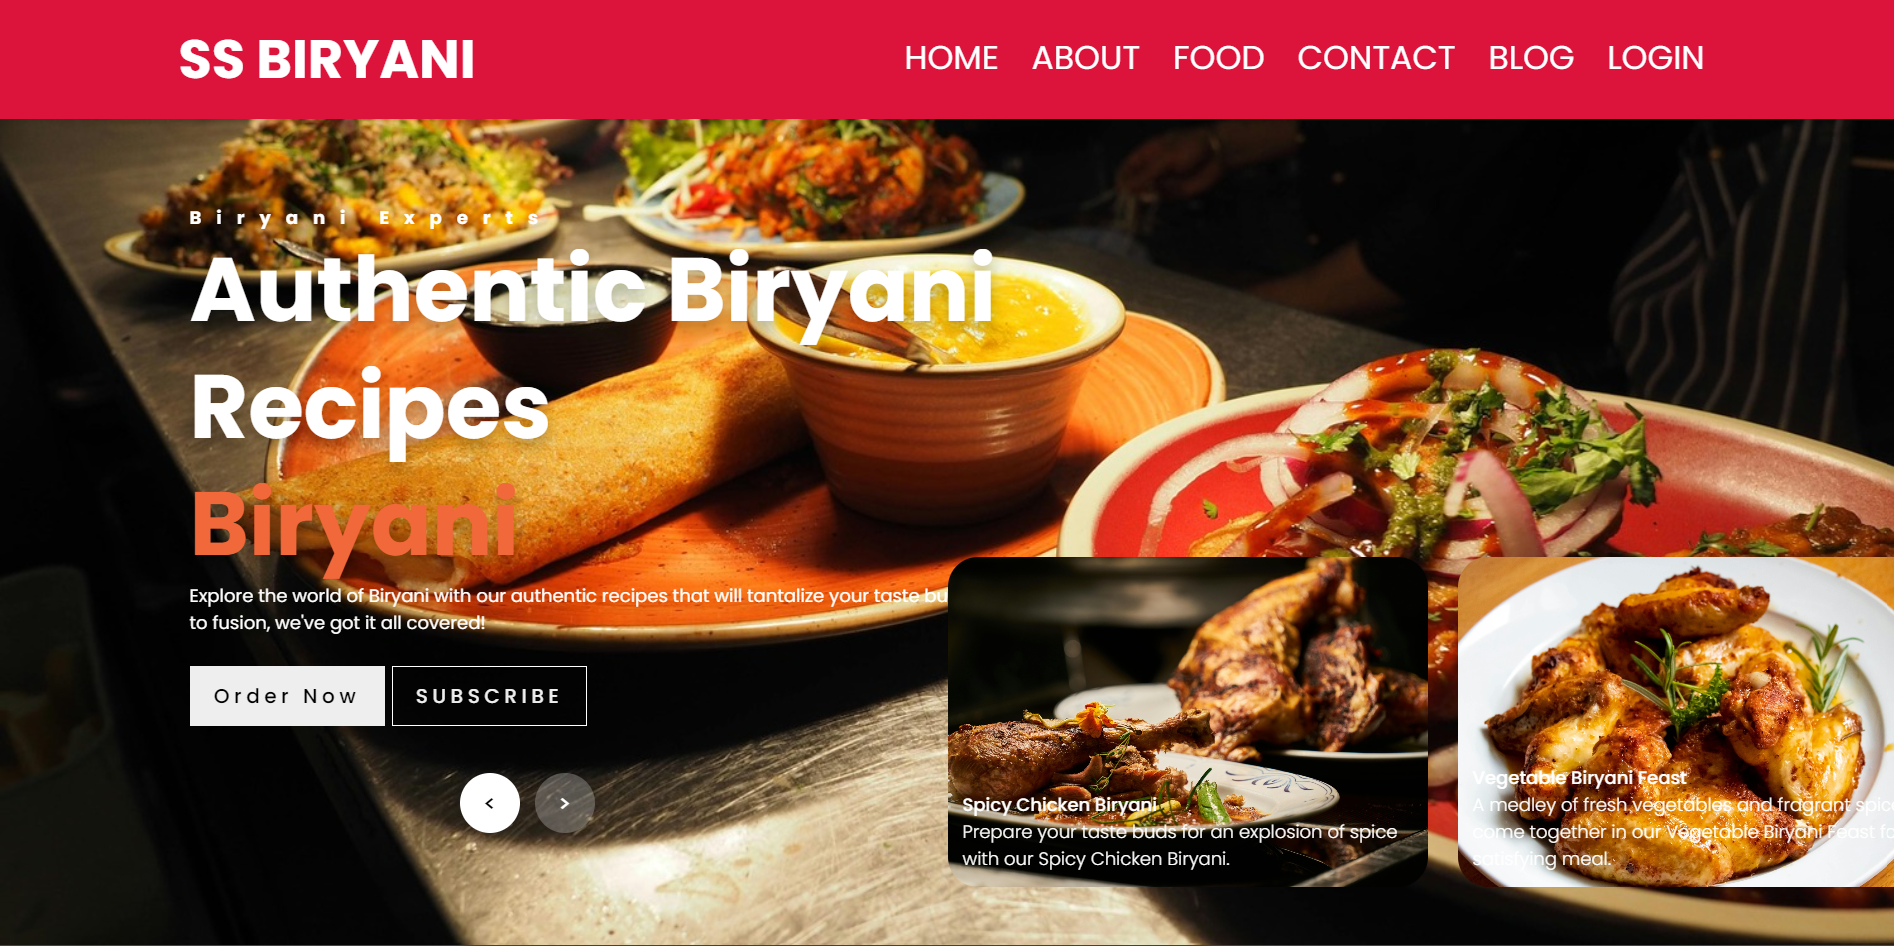 SS BIRYANI
HOME ABOUT FOOD CONTACT BLOG LOGIN
Biryani Experts
Authentic Biryani
Recipes
Biryani
Explore the world of Biryani with our authentic recipes that will tantalize your taste bu
to fusion, we've got it all covered!
Order Now
SUBSCRIBE
<
>
Spicy Chicken Biryani
Prepare your taste buds for an explosion of spice
with our Spicy Chicken Biryani.
Vegetable Biryani Feast
A medley of fresh vegetables and fragrant spice
come together in our Vegetable Biryani Feast fo
satisfying meal.